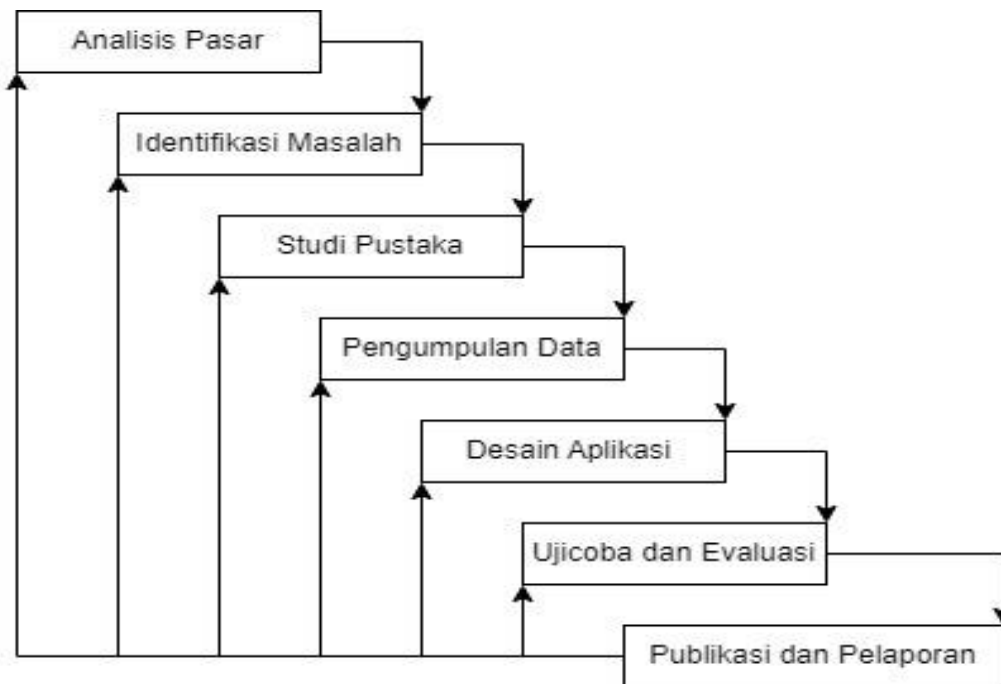 Analisis Pasar
Identifikasi Masalah
Studi Pustaka
Pengumpulan Data
Desain Aplikasi
Ujicoba dan Evaluasi
Publikasi dan Pelaporan